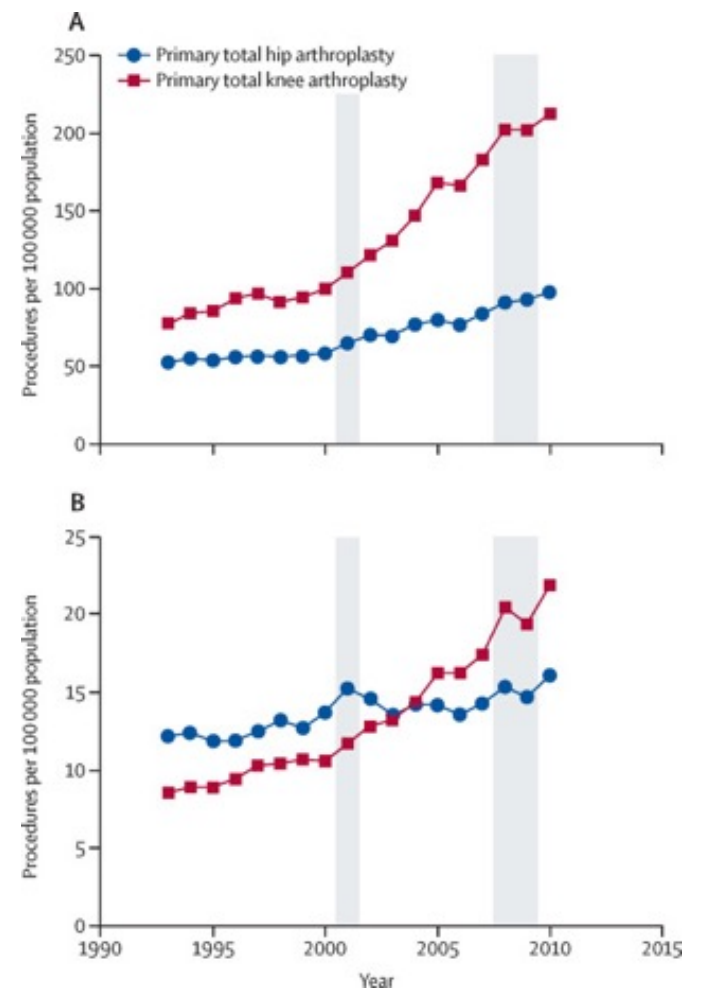 A
250
Primary total hip arthroplasty
Primary total knee arthroplasty
200
150
100
50
0
Procedures per 100 000 population
B
25
20
15
10
5
0
Procedures per 100 000 population
1990 1995 2000 2005 2010 2015
Year